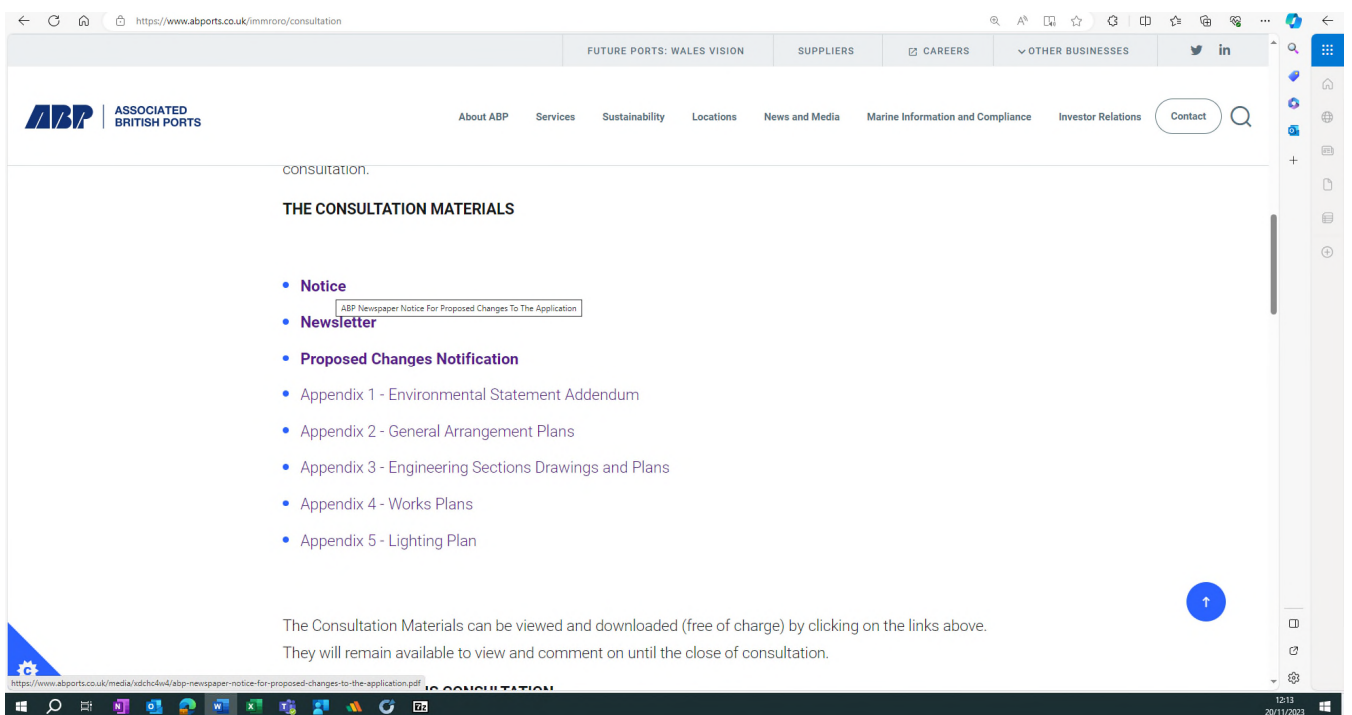 https://www.abports.co.uk/immroro/consultation
FUTURE PORTS: WALES VISION
SUPPLIERS
CAREERS
OTHER BUSINESSES
ABP
ASSOCIATED
BRITISH PORTS
About ABP
Services
Sustainability
Locations
News and Media
Marine Information and Compliance
Investor Relations
Contact
consultation.
THE CONSULTATION MATERIALS
Notice
ABP Newspaper Notice For Proposed Changes To The Application
Newsletter
Proposed Changes Notification
Appendix 1 - Environmental Statement Addendum
Appendix 2 - General Arrangement Plans
Appendix 3 - Engineering Sections Drawings and Plans
Appendix 4 - Works Plans
Appendix 5 - Lighting Plan
The Consultation Materials can be viewed and downloaded (free of charge) by clicking on the links above.
They will remain available to view and comment on until the close of consultation.
https://www.abports.co.uk/media/xdchc4w4/abp-newspaper-notice-for-proposed-changes-to-the-application.pdf
CONSULTATION
12:13
20/11/2023